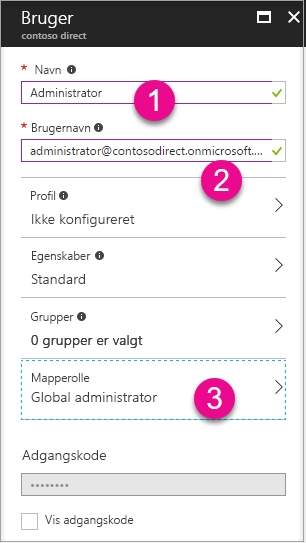 Bruger
contoso direct
* Navn
Administrator
1
* Brugernavn
administrator@contosodirect.onmicrosoft....
2
Profil
Ikke konfigureret
Egenskaber
Standard
Grupper
0 grupper er valgt
Mapperolle
Global administrator
3
Adgangskode
••••••••
Vis adgangskode